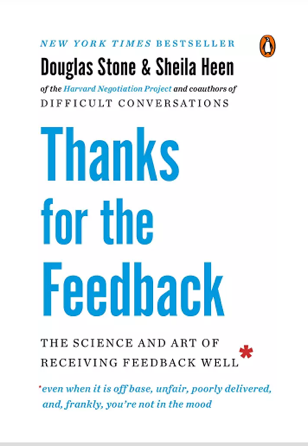 NEW YORK TIMES BESTSELLER
Douglas Stone & Sheila Heen
of the Harvard Negotiation Project and coauthors of
DIFFICULT CONVERSATIONS
Thanks
for the
Feedback
THE SCIENCE AND ART OF
RECEIVING FEEDBACK WELL*
*even when it is off base, unfair, poorly delivered,
and, frankly, you're not in the mood